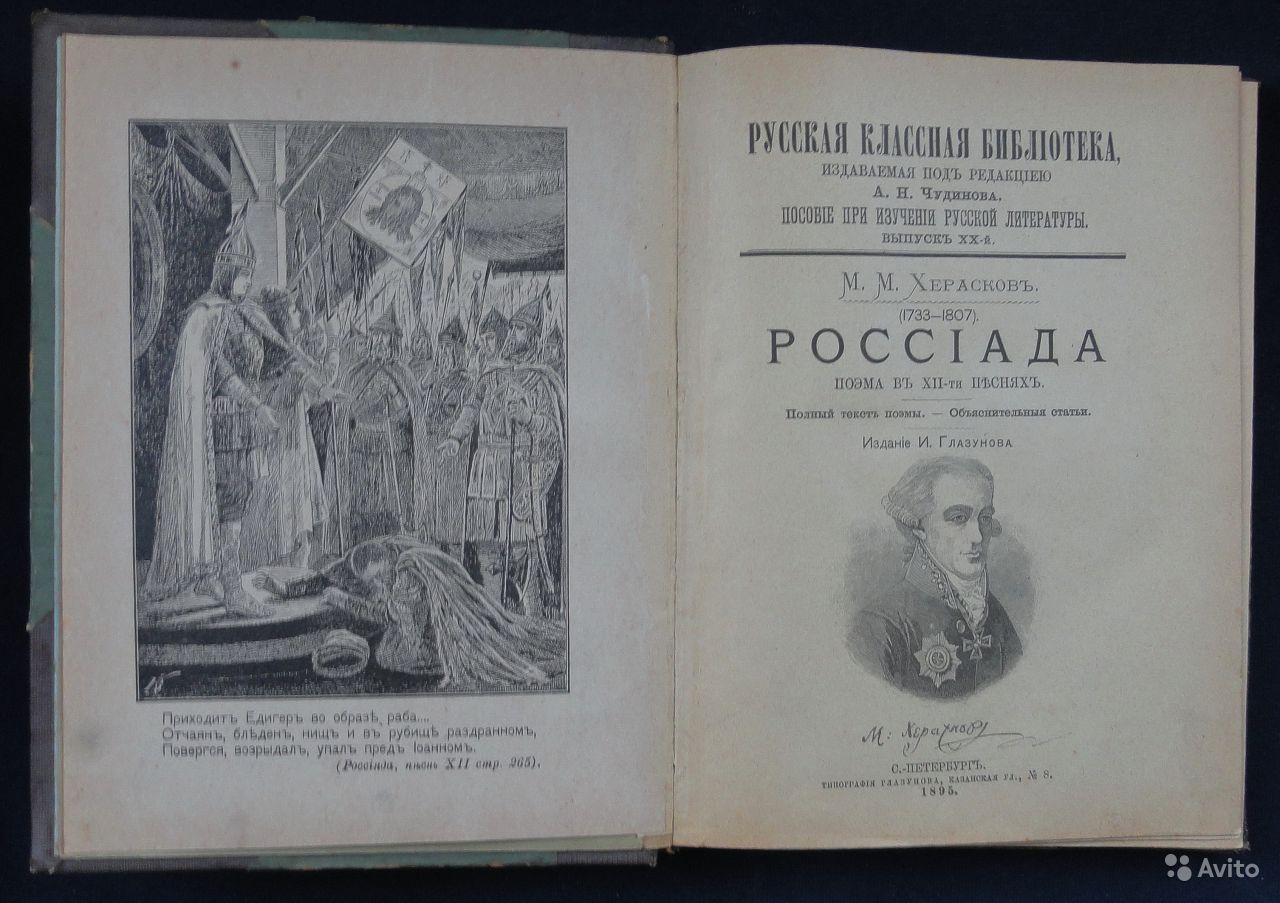 Приходитъ Едигеръ во образѣ раба....
Отчаянъ, блѣденъ, нищъ и въ рубищѣ раздранномъ,
Повергся, возрыдалъ, упалъ предъ Іоанномъ.
(Россіада, пѣснь XII стр. 265).
РУССКАЯ КЛАССНАЯ БИБЛІОТЕКА,
ИЗДАВАЕМАЯ ПОДЪ РЕДАКЦІЕЮ
А. Н. Чудинова.
ПОСОБІЕ ПРИ ИЗУЧЕНІИ РУССКОЙ ЛИТЕРАТУРЫ.
ВЫПУСКЪ XX-й.
М. М. ХЕРАСКОВЪ.
(1733—1807).
РОССІАДА
ПОЭМА ВЪ XII-ти ПѢСНЯХЪ.
Полный текстъ поэмы. — Объяснительныя статьи.
Изданіе И. Глазунова
М: Херасковъ
С.-ПЕТЕРБУРГЪ.
ТИПОГРАФІЯ ГЛАЗУНОВА, КАЗАНСКАЯ УЛ., № 8.
1895.
Avito